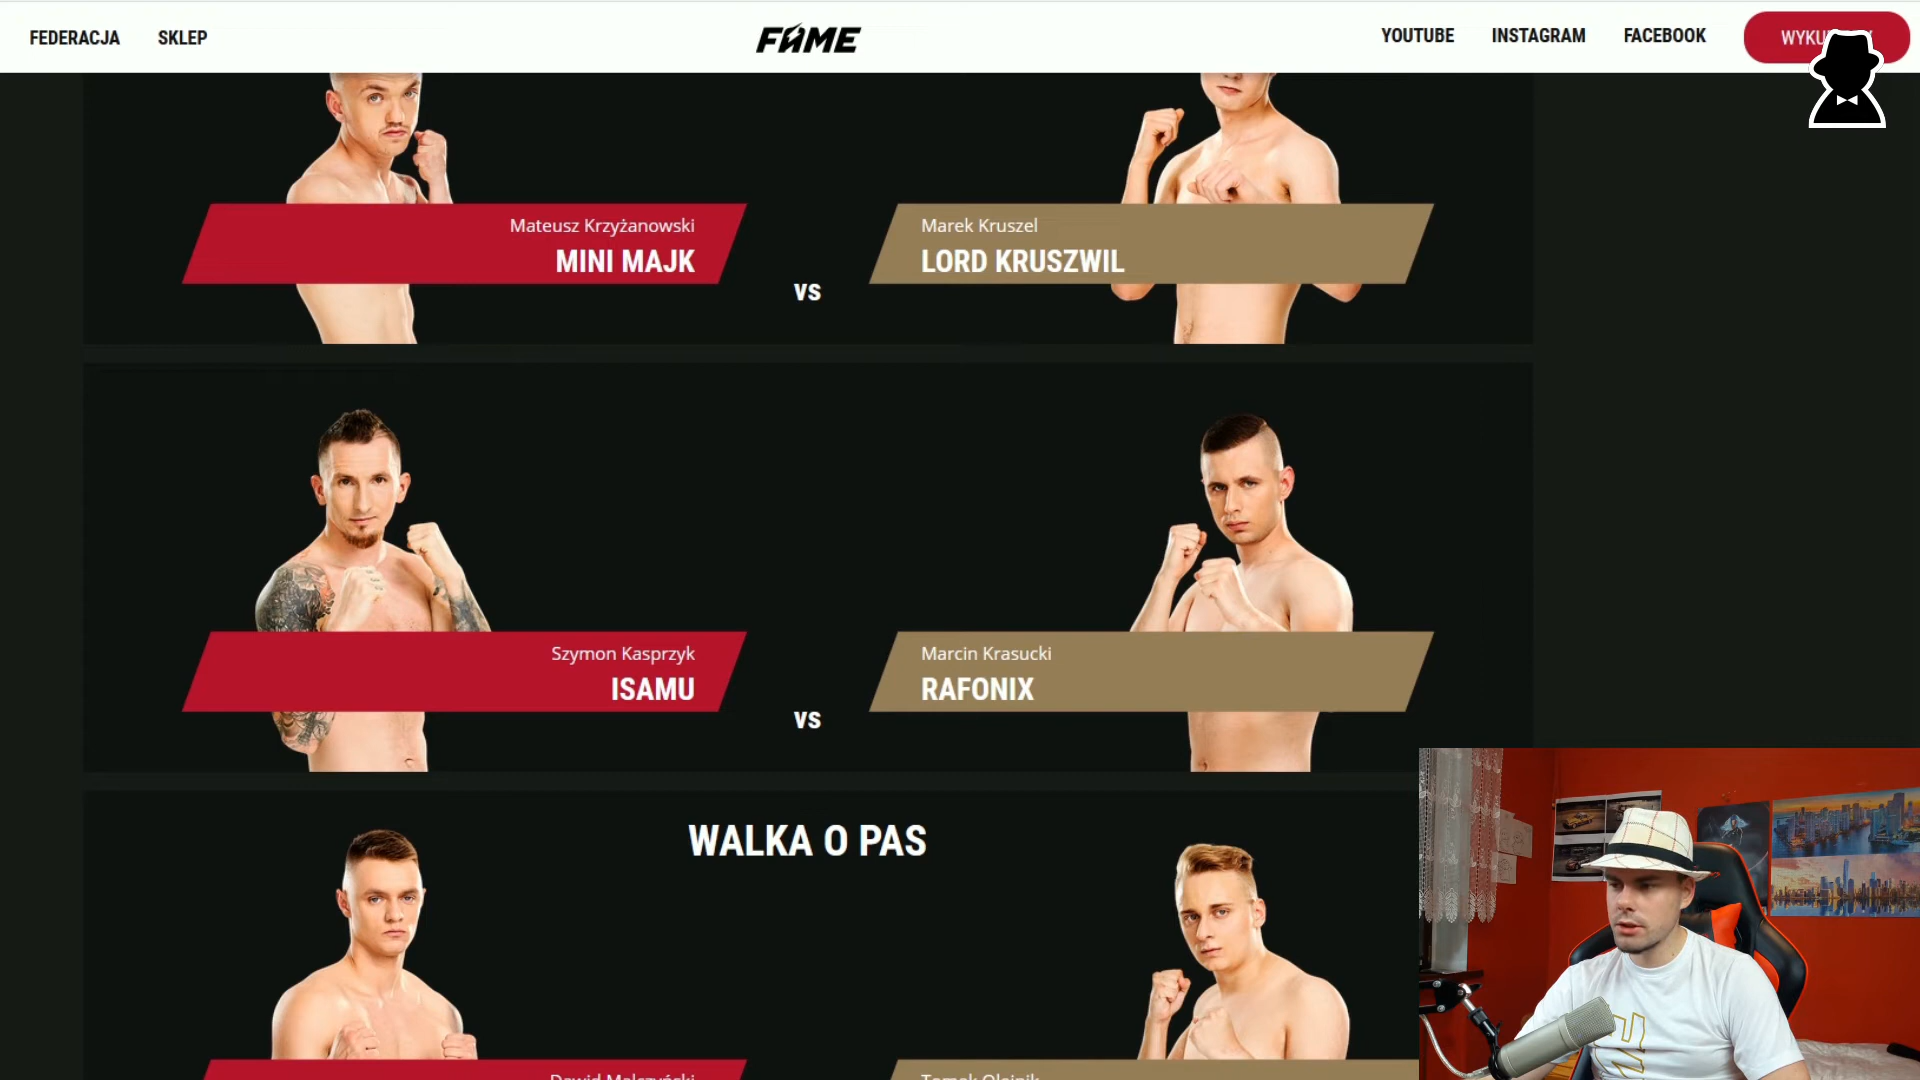 FEDERACJA SKLEP FAME YOUTUBE INSTAGRAM FACEBOOK
Mateusz Krzyżanowski
MINI MAJK
vs
Marek Kruszel
LORD KRUSZWIL
Szymon Kasprzyk
ISAMU
vs
Marcin Krasucki
RAFONIX
WALKA O PAS